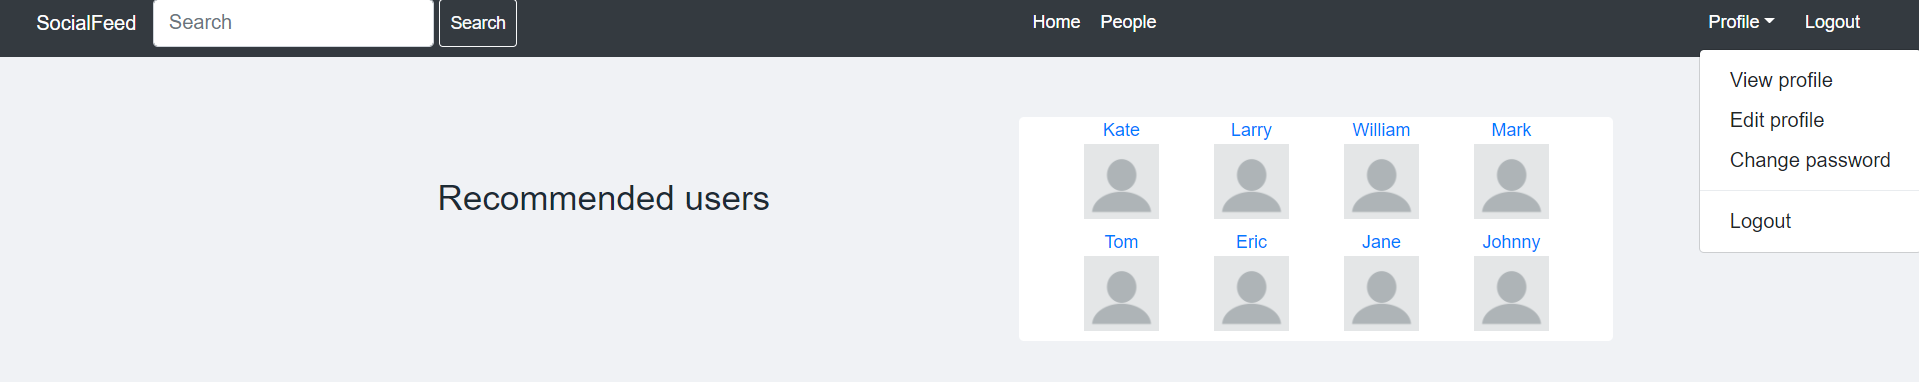 SocialFeed Search Search Home People Profile Logout
View profile
Edit profile
Change password
Logout
Recommended users
Kate Larry William Mark
Tom Eric Jane Johnny